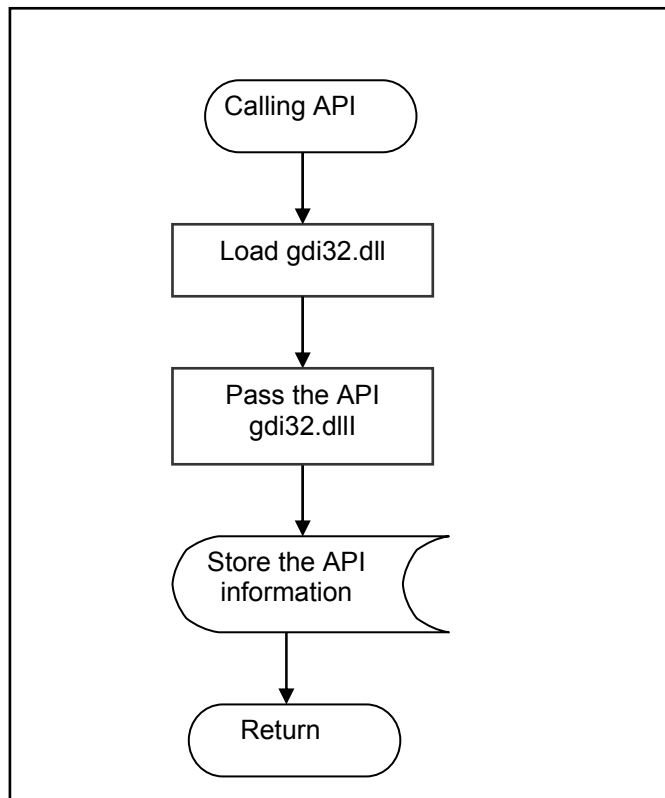 Calling API
Load gdi32.dll
Pass the API
gdi32.dlll
Store the API
information
Return